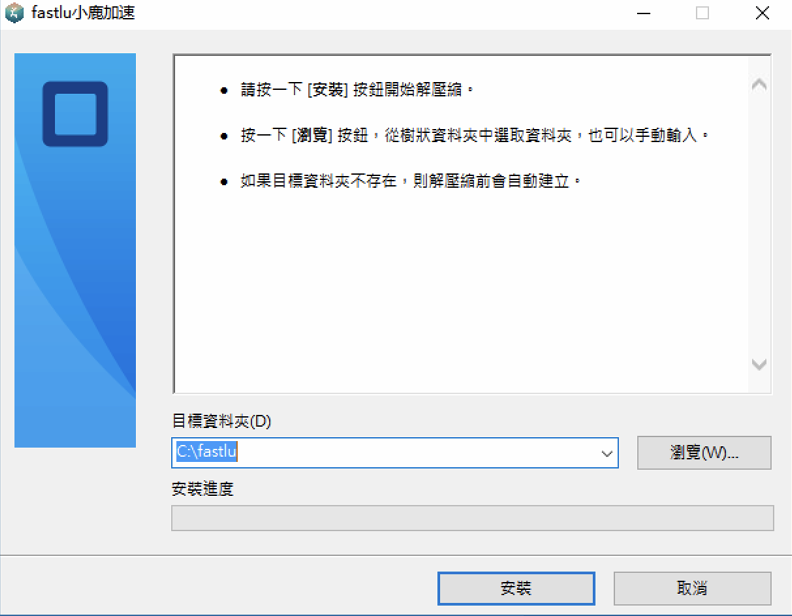 fastlu小鹿加速
● 請按一下 [安裝] 按鈕開始解壓縮。
● 按一下 [瀏覽] 按鈕，從樹狀資料夾中選取資料夾，也可以手動輸入。
● 如果目標資料夾不存在，則解壓縮前會自動建立。
目標資料夾(D)
C:\fastlu
瀏覽(W)...
安裝進度
安裝
取消